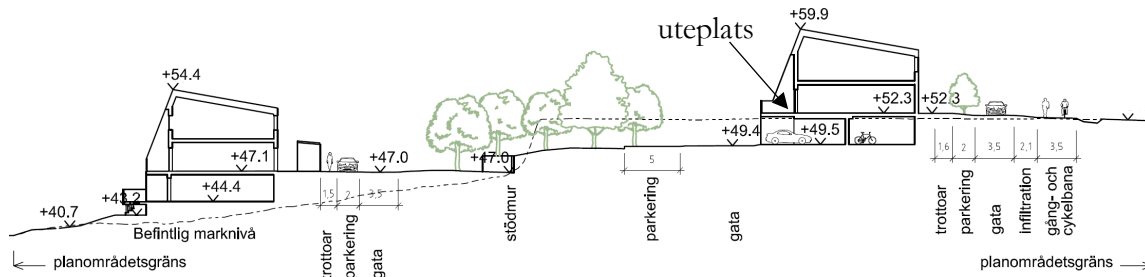 +59.9
uteplats
+54.4
+52.3
+52.3
+49.4
+49.5
+47.1
+47.0
+47.0
+44.4
+43.2
+40.7
5
1,6
2
3,5
2,1
3,5
1,5
2
3,5
Befintlig marknivå
trottoar
parkering
gata
stödmur
parkering
gata
trottoar
parkering
gata
Infiltration
gång- och
cykelbana
planområdetsgräns
planområdetsgräns